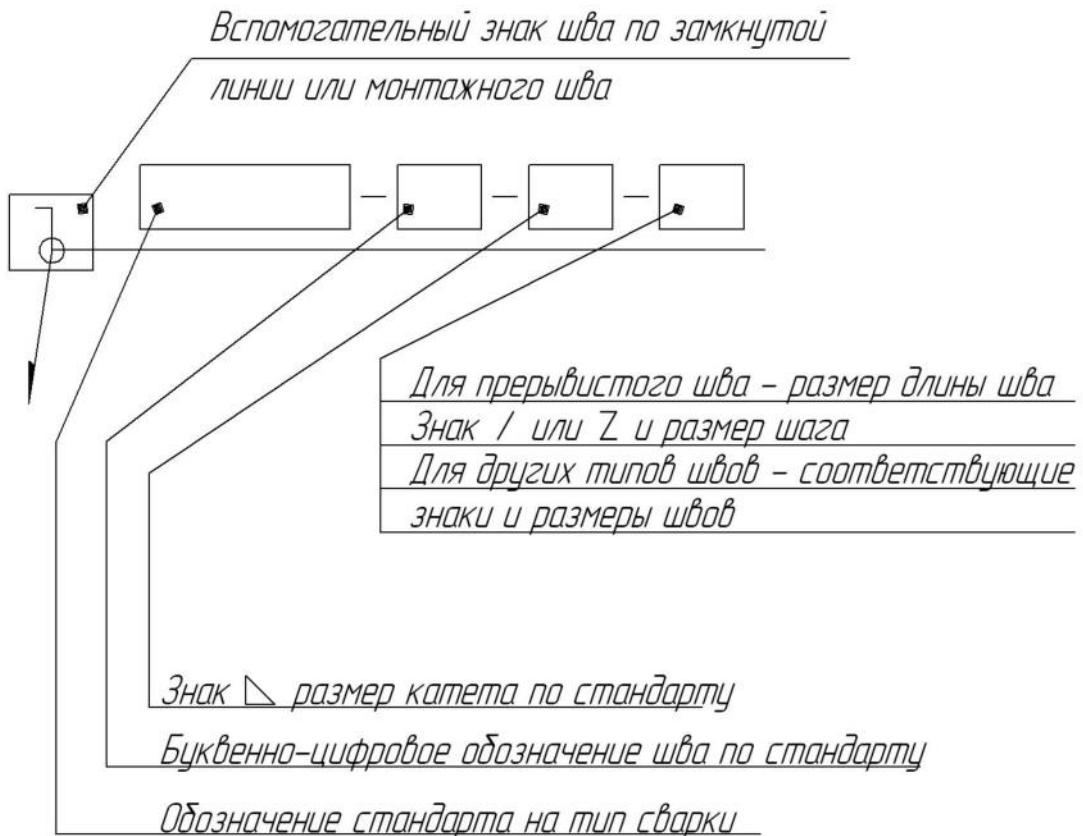 Вспомогательный знак шва по замкнутой
линии или монтажного шва
Для прерывистого шва – размер длины шва
Знак / или Z и размер шага
Для других типов швов – соответствующие
знаки и размеры швов
Знак ◺ размер катета по стандарту
Буквенно-цифровое обозначение шва по стандарту
Обозначение стандарта на тип сварки